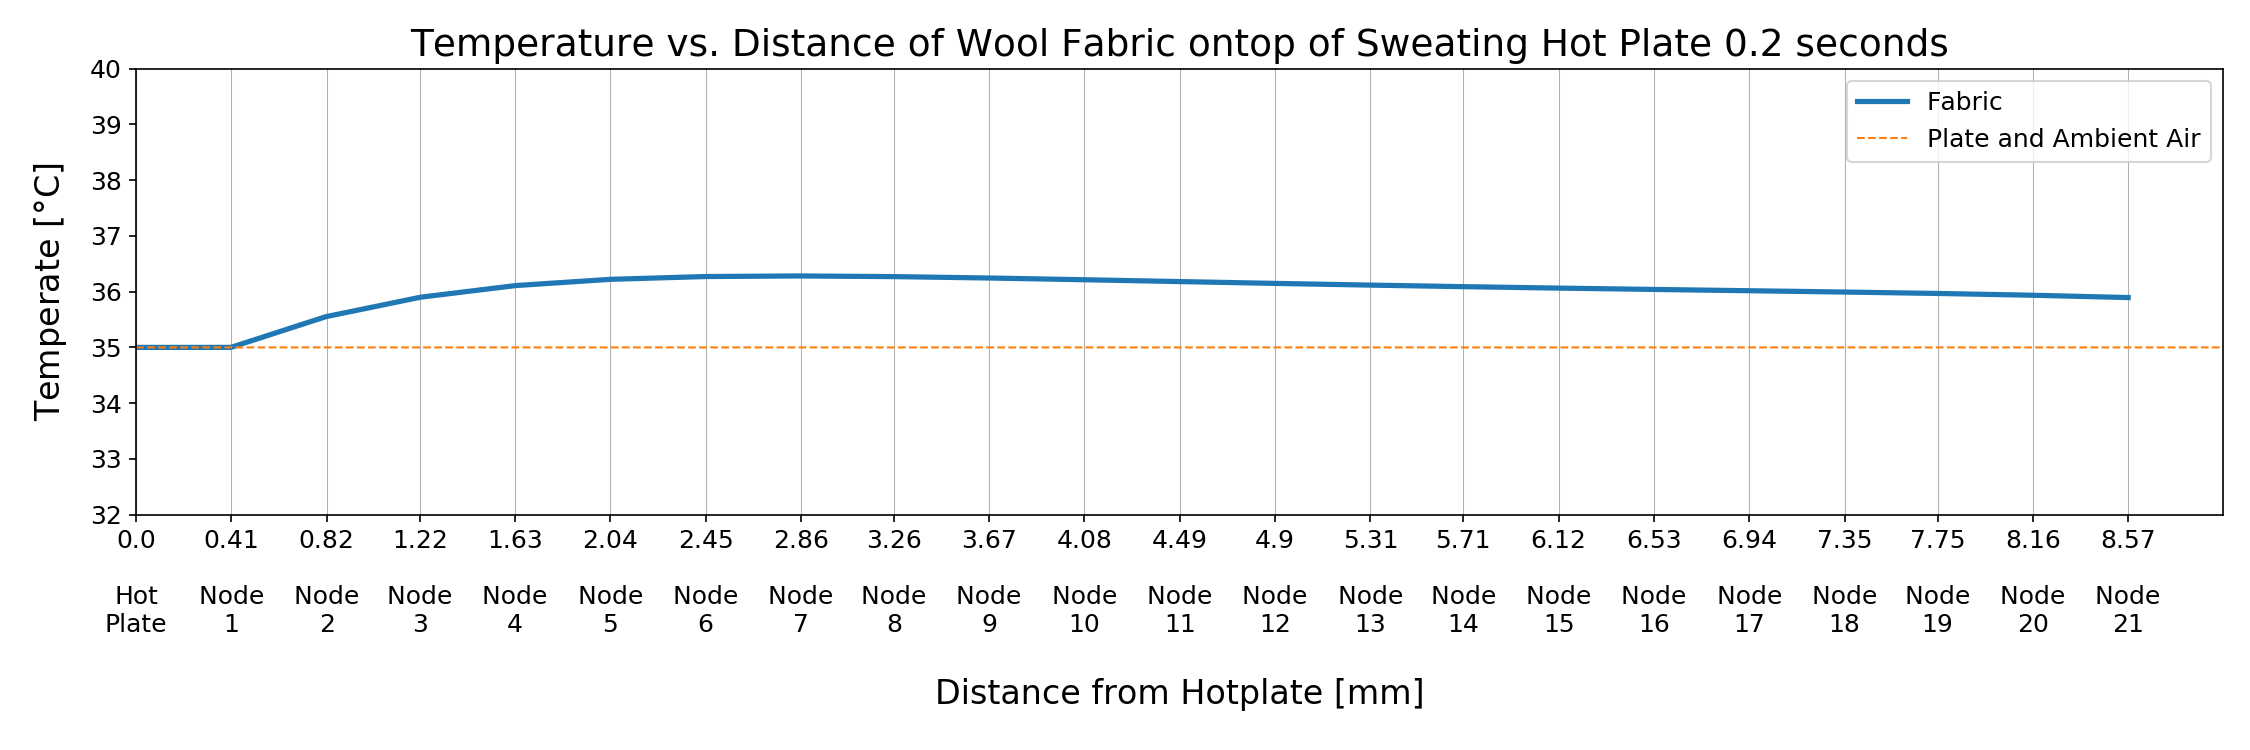 Temperature vs. Distance of Wool Fabric ontop of Sweating Hot Plate 0.2 seconds
Temperate [°C]
40
39
38
37
36
35
34
33
32
Fabric
Plate and Ambient Air
0.0 0.41 0.82 1.22 1.63 2.04 2.45 2.86 3.26 3.67 4.08 4.49 4.9 5.31 5.71 6.12 6.53 6.94 7.35 7.75 8.16 8.57
Hot Node Node Node Node Node Node Node Node Node Node Node Node Node Node Node Node Node Node Node Node Node
Plate 1 2 3 4 5 6 7 8 9 10 11 12 13 14 15 16 17 18 19 20 21
Distance from Hotplate [mm]